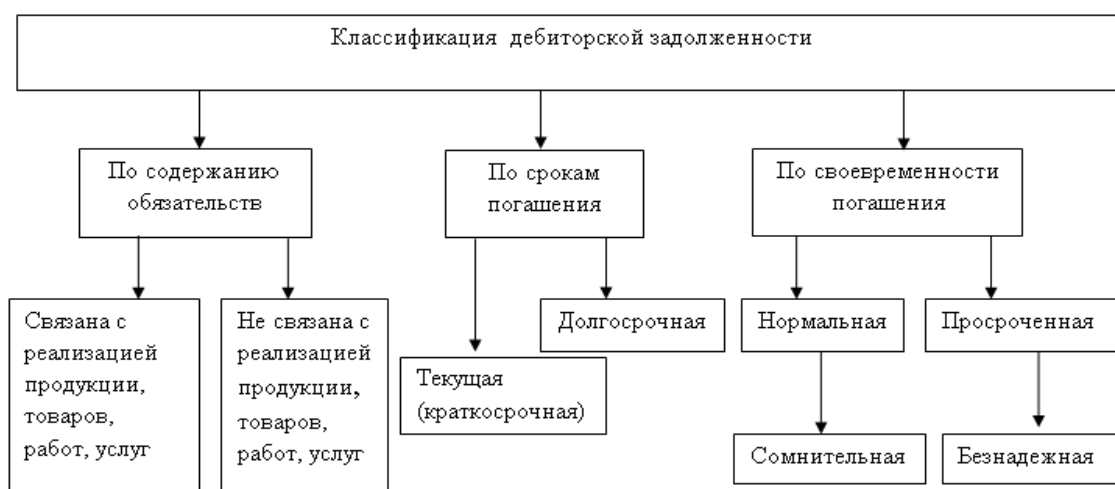 Классификация дебиторской задолженности
По содержанию
обязательств
По срокам
погашения
По своевременности
погашения
Связана с
реализацией
продукции,
товаров,
работ, услуг
Не связана с
реализацией
продукции,
товаров,
работ, услуг
Текущая
(краткосрочная)
Долгосрочная
Нормальная
Просроченная
Сомнительная
Безнадежная